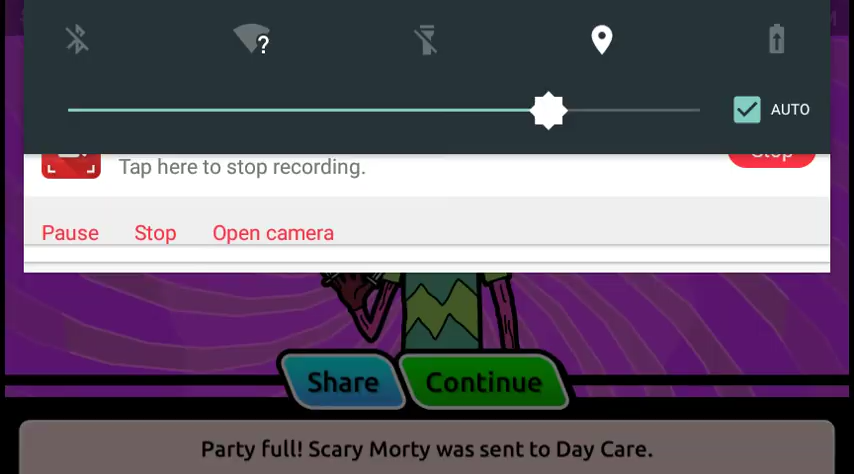 ?
AUTO
Tap here to stop recording.
Stop
Pause
Stop
Open camera
Share
Continue
Party full! Scary Morty was sent to Day Care.